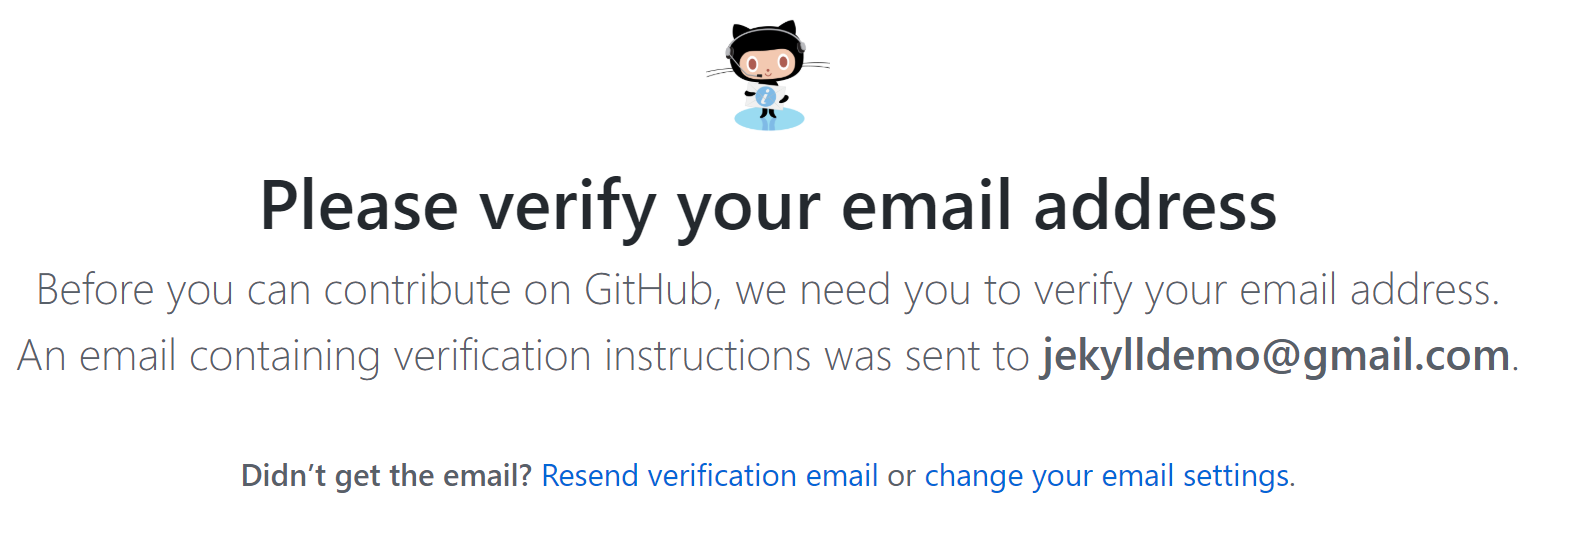 Please verify your email address
Before you can contribute on GitHub, we need you to verify your email address.
An email containing verification instructions was sent to jekylldemo@gmail.com.
Didn’t get the email? Resend verification email or change your email settings.